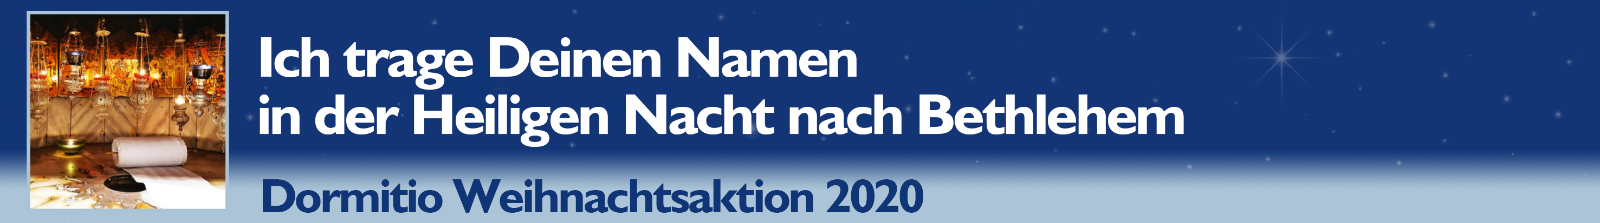 Ich trage Deinen Namen
in der Heiligen Nacht nach Bethlehem
Dormitio Weihnachtsaktion 2020